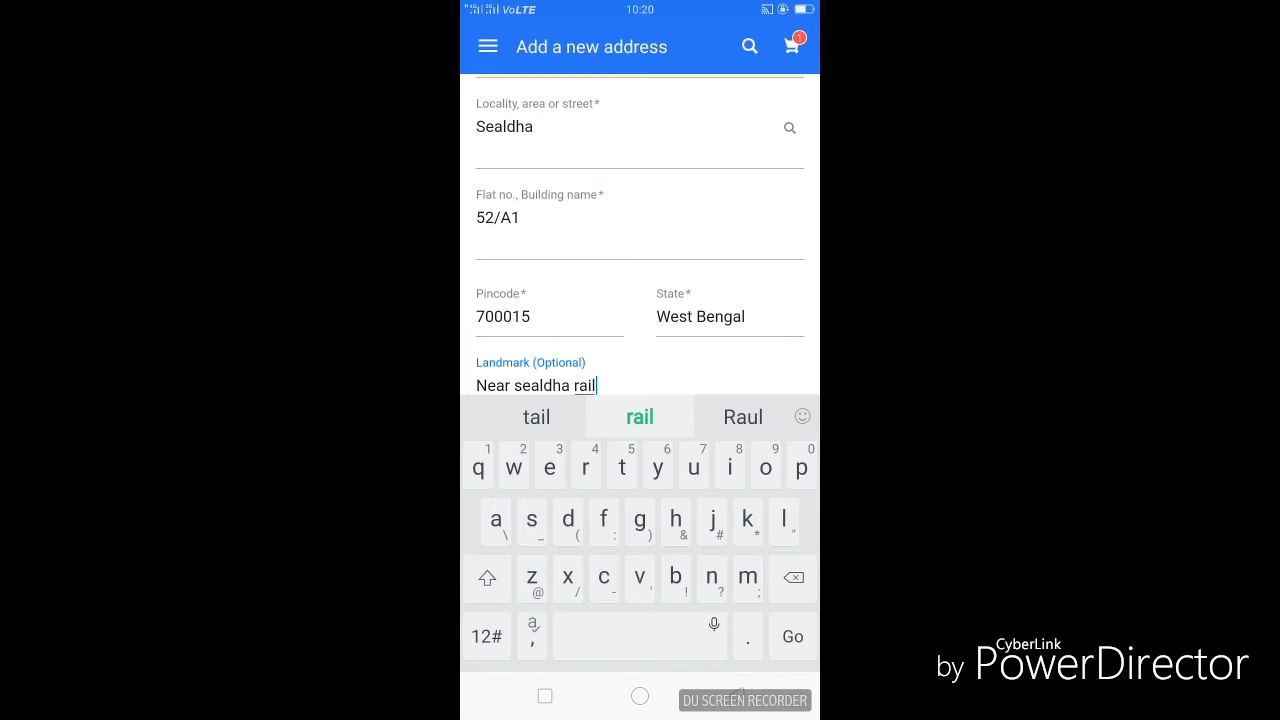 VoLTE 10:20
Add a new address 1
Locality, area or street*
Sealdha
Flat no., Building name*
52/A1
Pincode* State*
700015 West Bengal
Landmark (Optional)
Near sealdha rail
tail rail Raul
1 2 3 4 5 6 7 8 9 0
q w e r t y u i o p
a s d f g h j k l
\ _ ( : ) & # * "
z x c v b n m
@ / - ' ! ? ;
12# a , . Go
CyberLink
by PowerDirector
DU SCREEN RECORDER